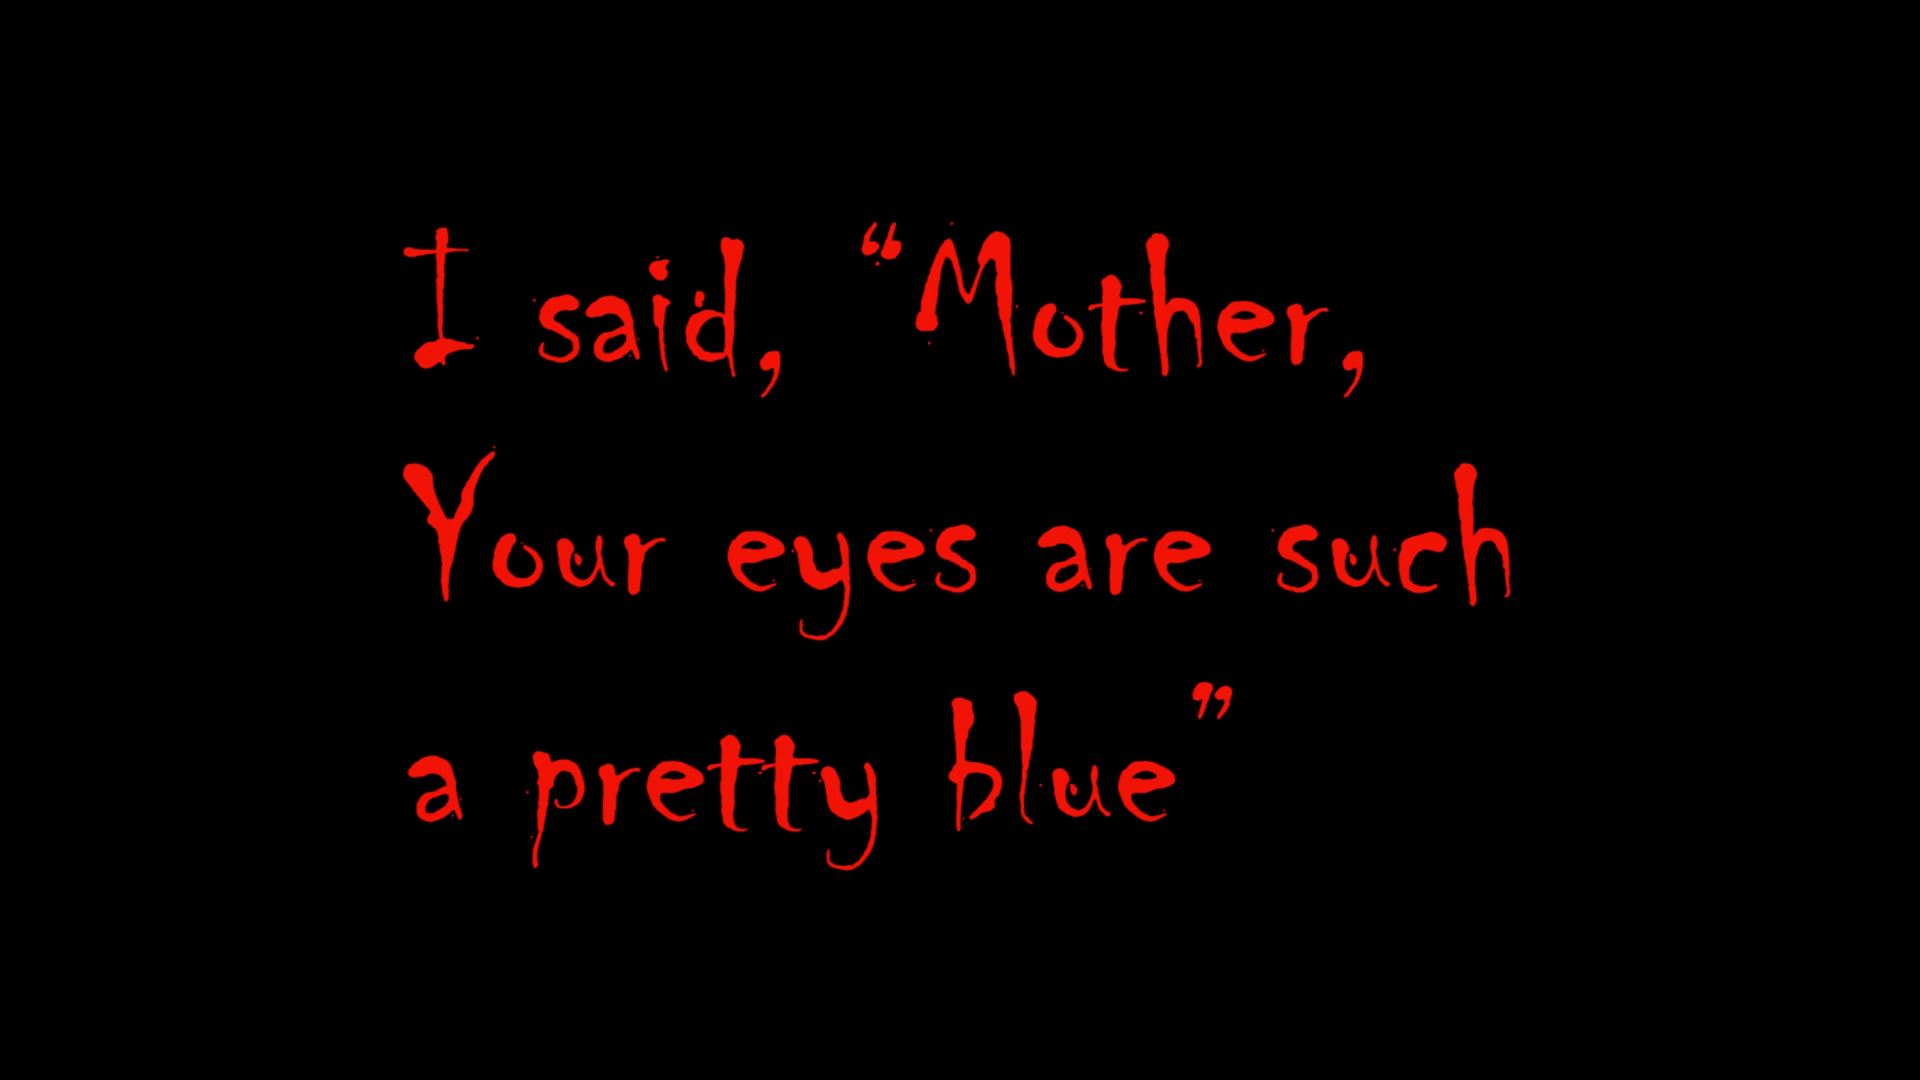 I said, “Mother,
Your eyes are such
a pretty blue”